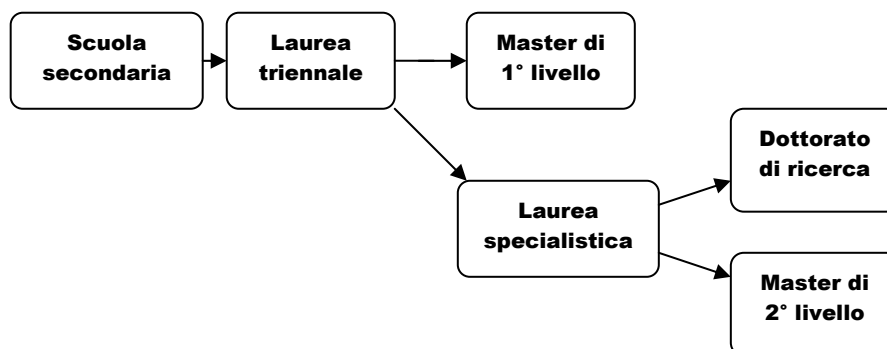 Scuola
secondaria
Laurea
triennale
Master di
1° livello
Dottorato
di ricerca
Laurea
specialistica
Master di
2° livello